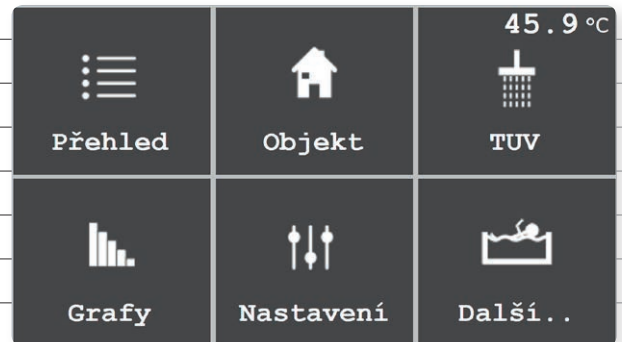 45.9 °C
Přehled
Objekt
TUV
Grafy
Nastavení
Další..